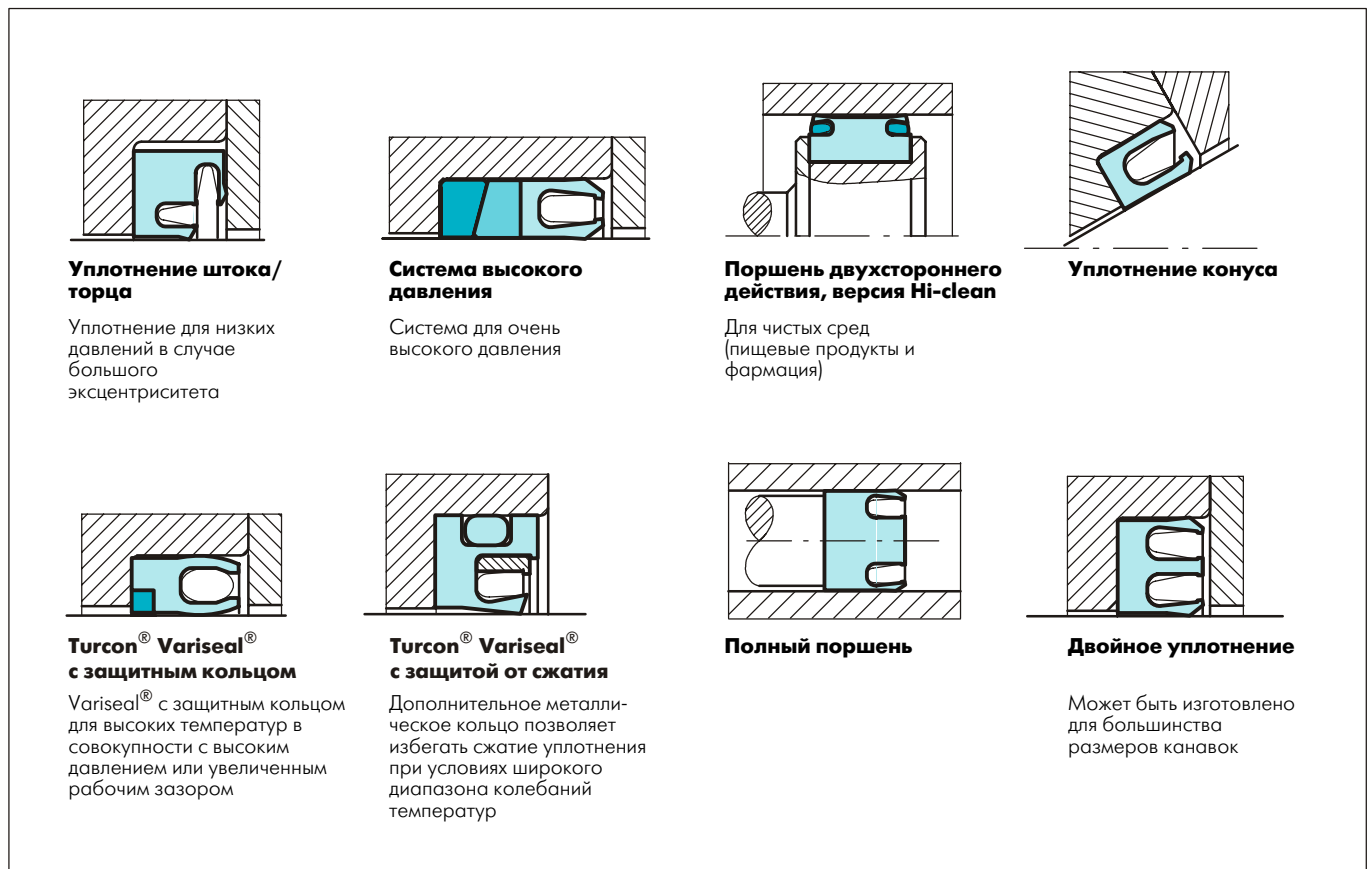 Уплотнение штока/
торца
Уплотнение для низких
давлений в случае
большого
эксцентриситета
Система высокого
давления
Система для очень
высокого давления
Поршень двухстороннего
действия, версия Hi-clean
Для чистых сред
(пищевые продукты и
фармация)
Уплотнение конуса
Turcon® Variseal®
с защитным кольцом
Variseal® с защитным кольцом
для высоких температур в
совокупности с высоким
давлением или увеличенным
рабочим зазором
Turcon® Variseal®
с защитой от сжатия
Дополнительное металли-
ческое кольцо позволяет
избегать сжатие уплотнения
при условиях широкого
диапазона колебаний
температур
Полный поршень
Двойное уплотнение
Может быть изготовлено
для большинства
размеров канавок